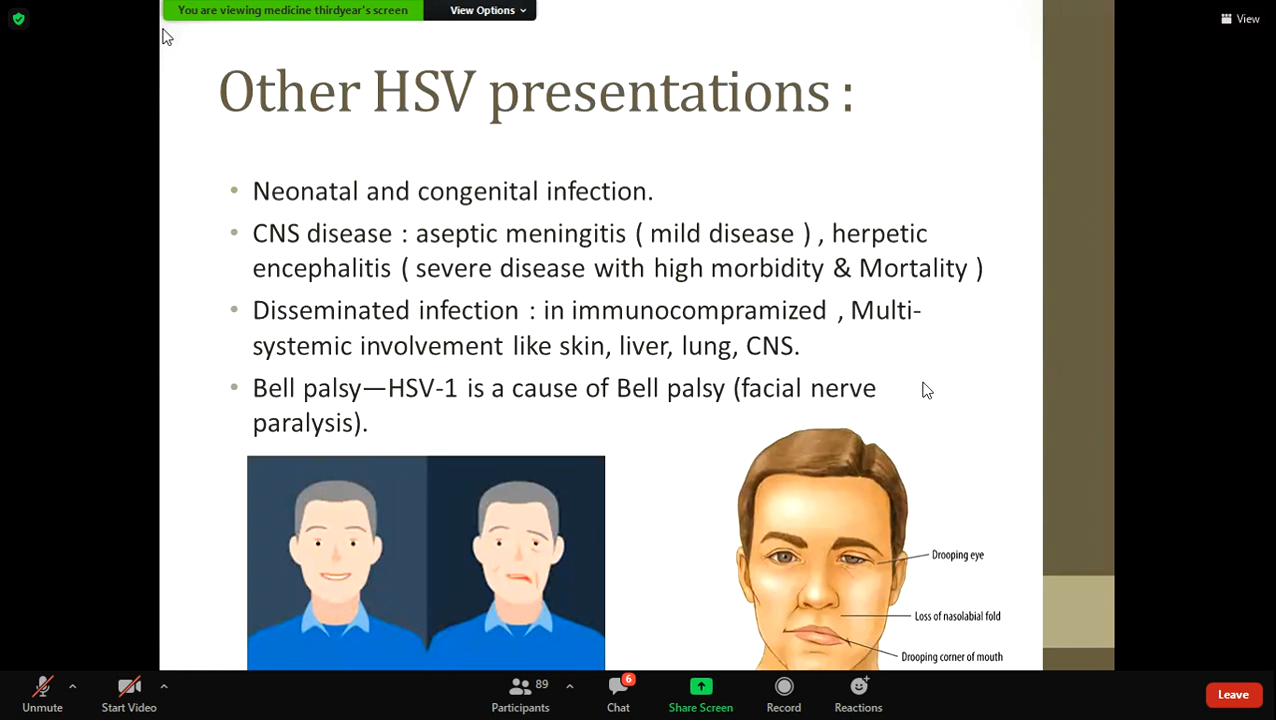 You are viewing medicine thirdyear's screen
View Options
View
Other HSV presentations :
• Neonatal and congenital infection.
• CNS disease : aseptic meningitis ( mild disease ) , herpetic
encephalitis ( severe disease with high morbidity & Mortality )
• Disseminated infection : in immunocompramized , Multi-
systemic involvement like skin, liver, lung, CNS.
• Bell palsy—HSV-1 is a cause of Bell palsy (facial nerve
paralysis).
Drooping eye
Loss of nasolabial fold
Drooping corner of mouth
Unmute
Start Video
89
Participants
6
Chat
Share Screen
Record
Reactions
Leave